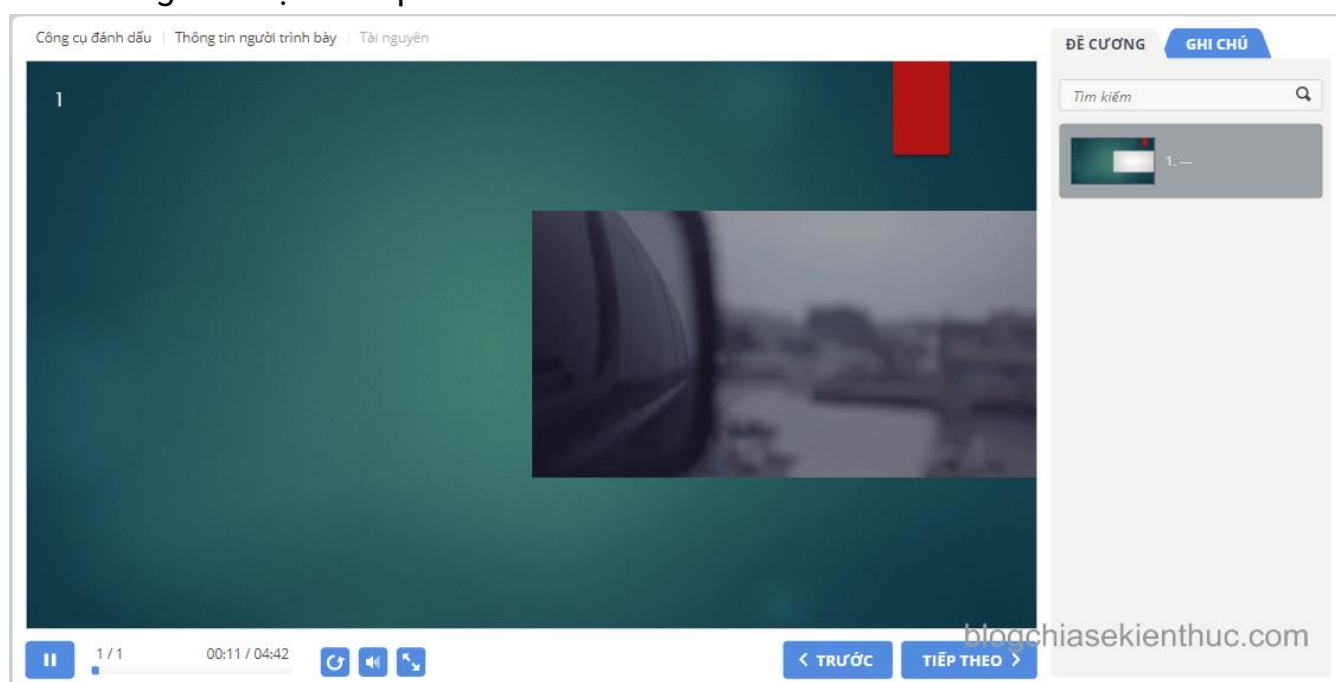 Công cụ đánh dấu | Thông tin người trình bày | Tài nguyên
ĐỀ CƯƠNG GHI CHÚ
Tìm kiếm
1
1. ---
1 / 1 00:11 / 04:42
TRƯỚC TIẾP THEO
blogchiasekienthuc.com